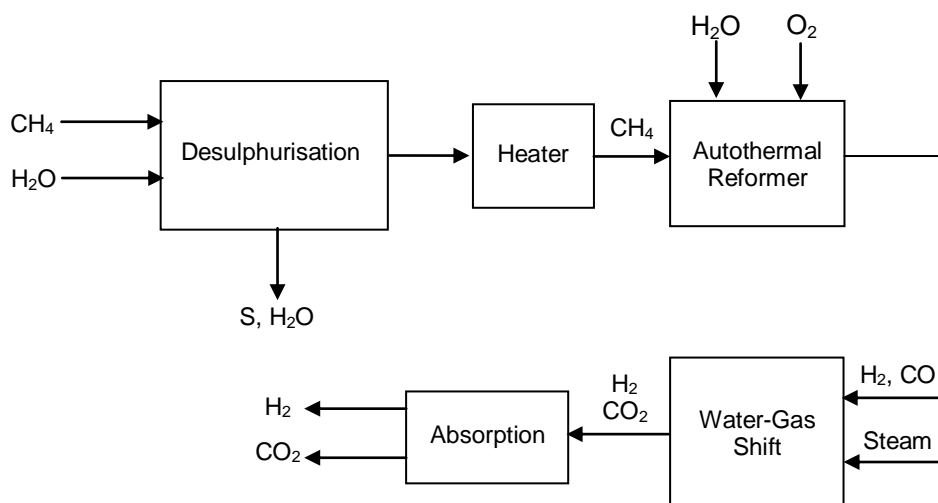 H₂O
O₂
CH₄
H₂O
Desulphurisation
Heater
CH₄
Autothermal
Reformer
S, H₂O
H₂
CO₂
Absorption
H₂
CO₂
Water-Gas
Shift
H₂, CO
Steam